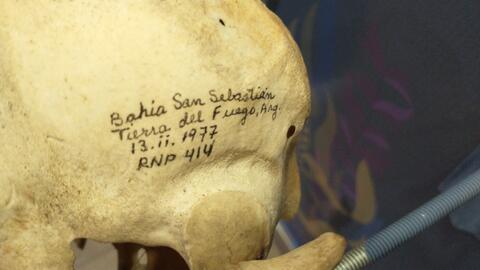 Bahia San Sebastián
Tierra del Fuego, Arg.
13.II.1977
RNP 414